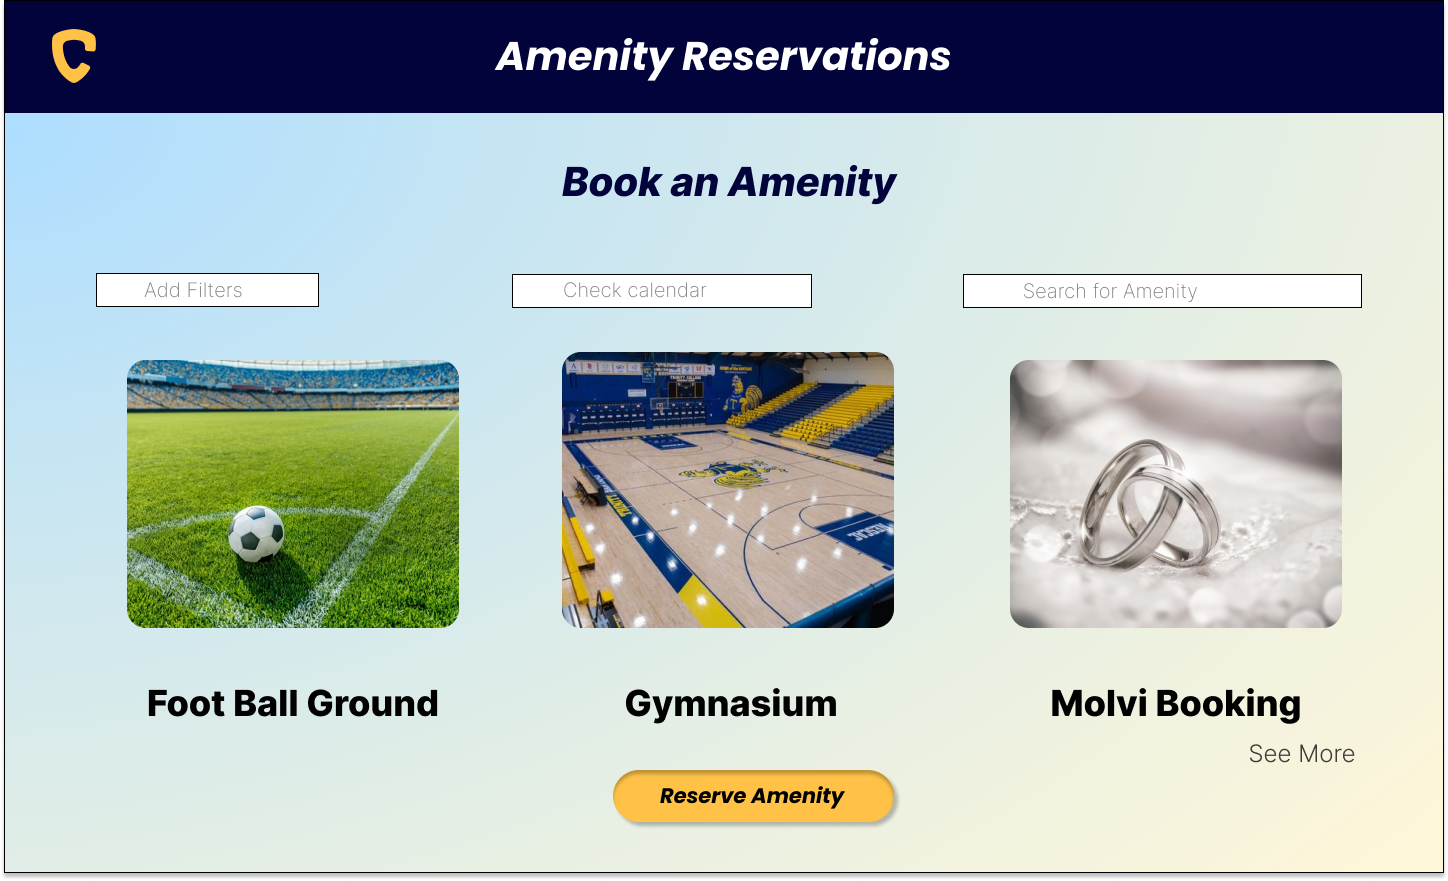 Amenity Reservations
Book an Amenity
Add Filters
Check calendar
Search for Amenity
Foot Ball Ground
Gymnasium
Molvi Booking
See More
Reserve Amenity